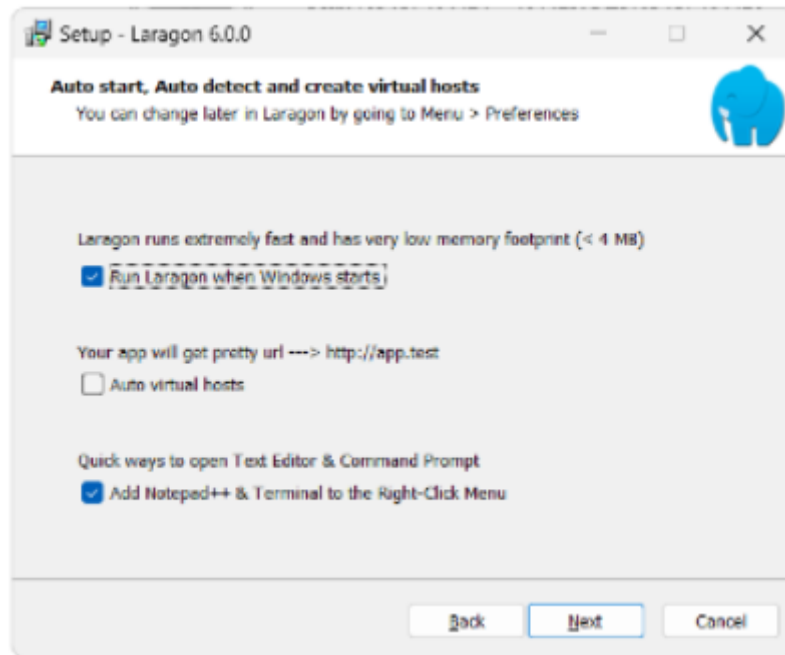 Setup - Laragon 6.0.0
Auto start, Auto detect and create virtual hosts
You can change later in Laragon by going to Menu > Preferences
Laragon runs extremely fast and has very low memory footprint (< 4 MB)
Run Laragon when Windows starts
Your app will get pretty url ---> http://app.test
Auto virtual hosts
Quick ways to open Text Editor & Command Prompt
Add Notepad++ & Terminal to the Right-Click Menu
Back Next Cancel